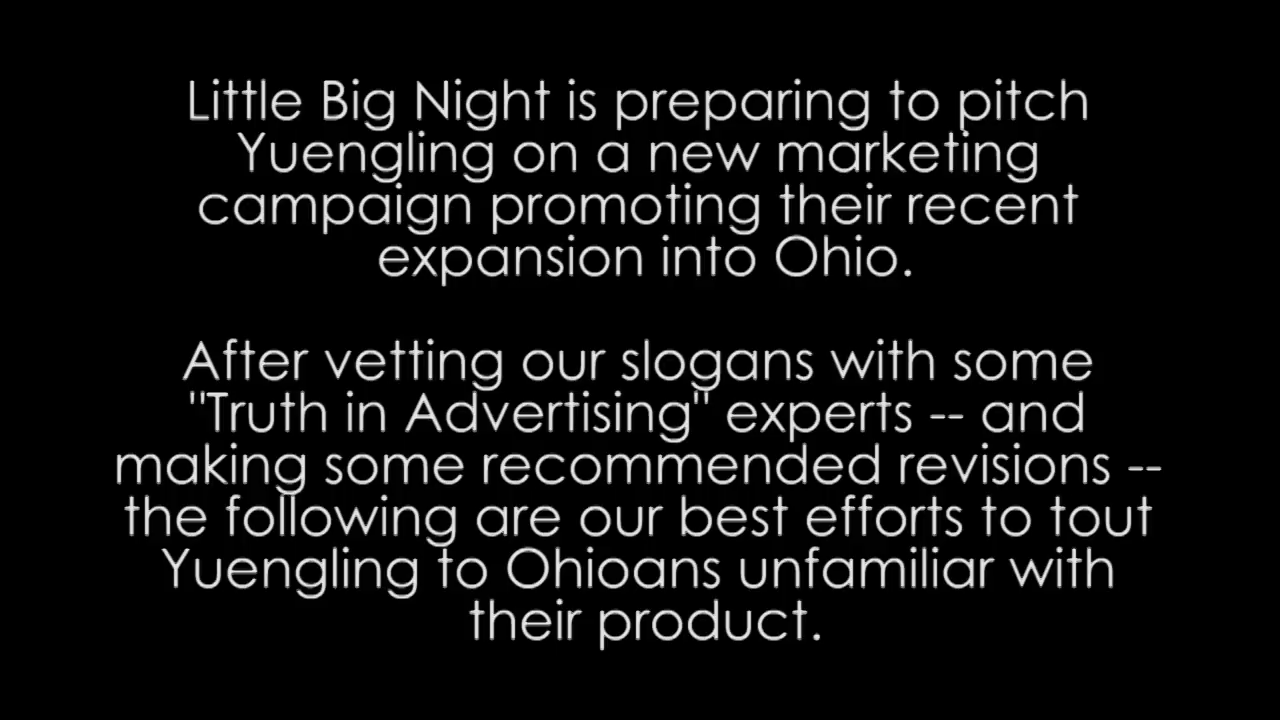 Little Big Night is preparing to pitch
Yuengling on a new marketing
campaign promoting their recent
expansion into Ohio.
After vetting our slogans with some
"Truth in Advertising" experts -- and
making some recommended revisions --
the following are our best efforts to tout
Yuengling to Ohioans unfamiliar with
their product.